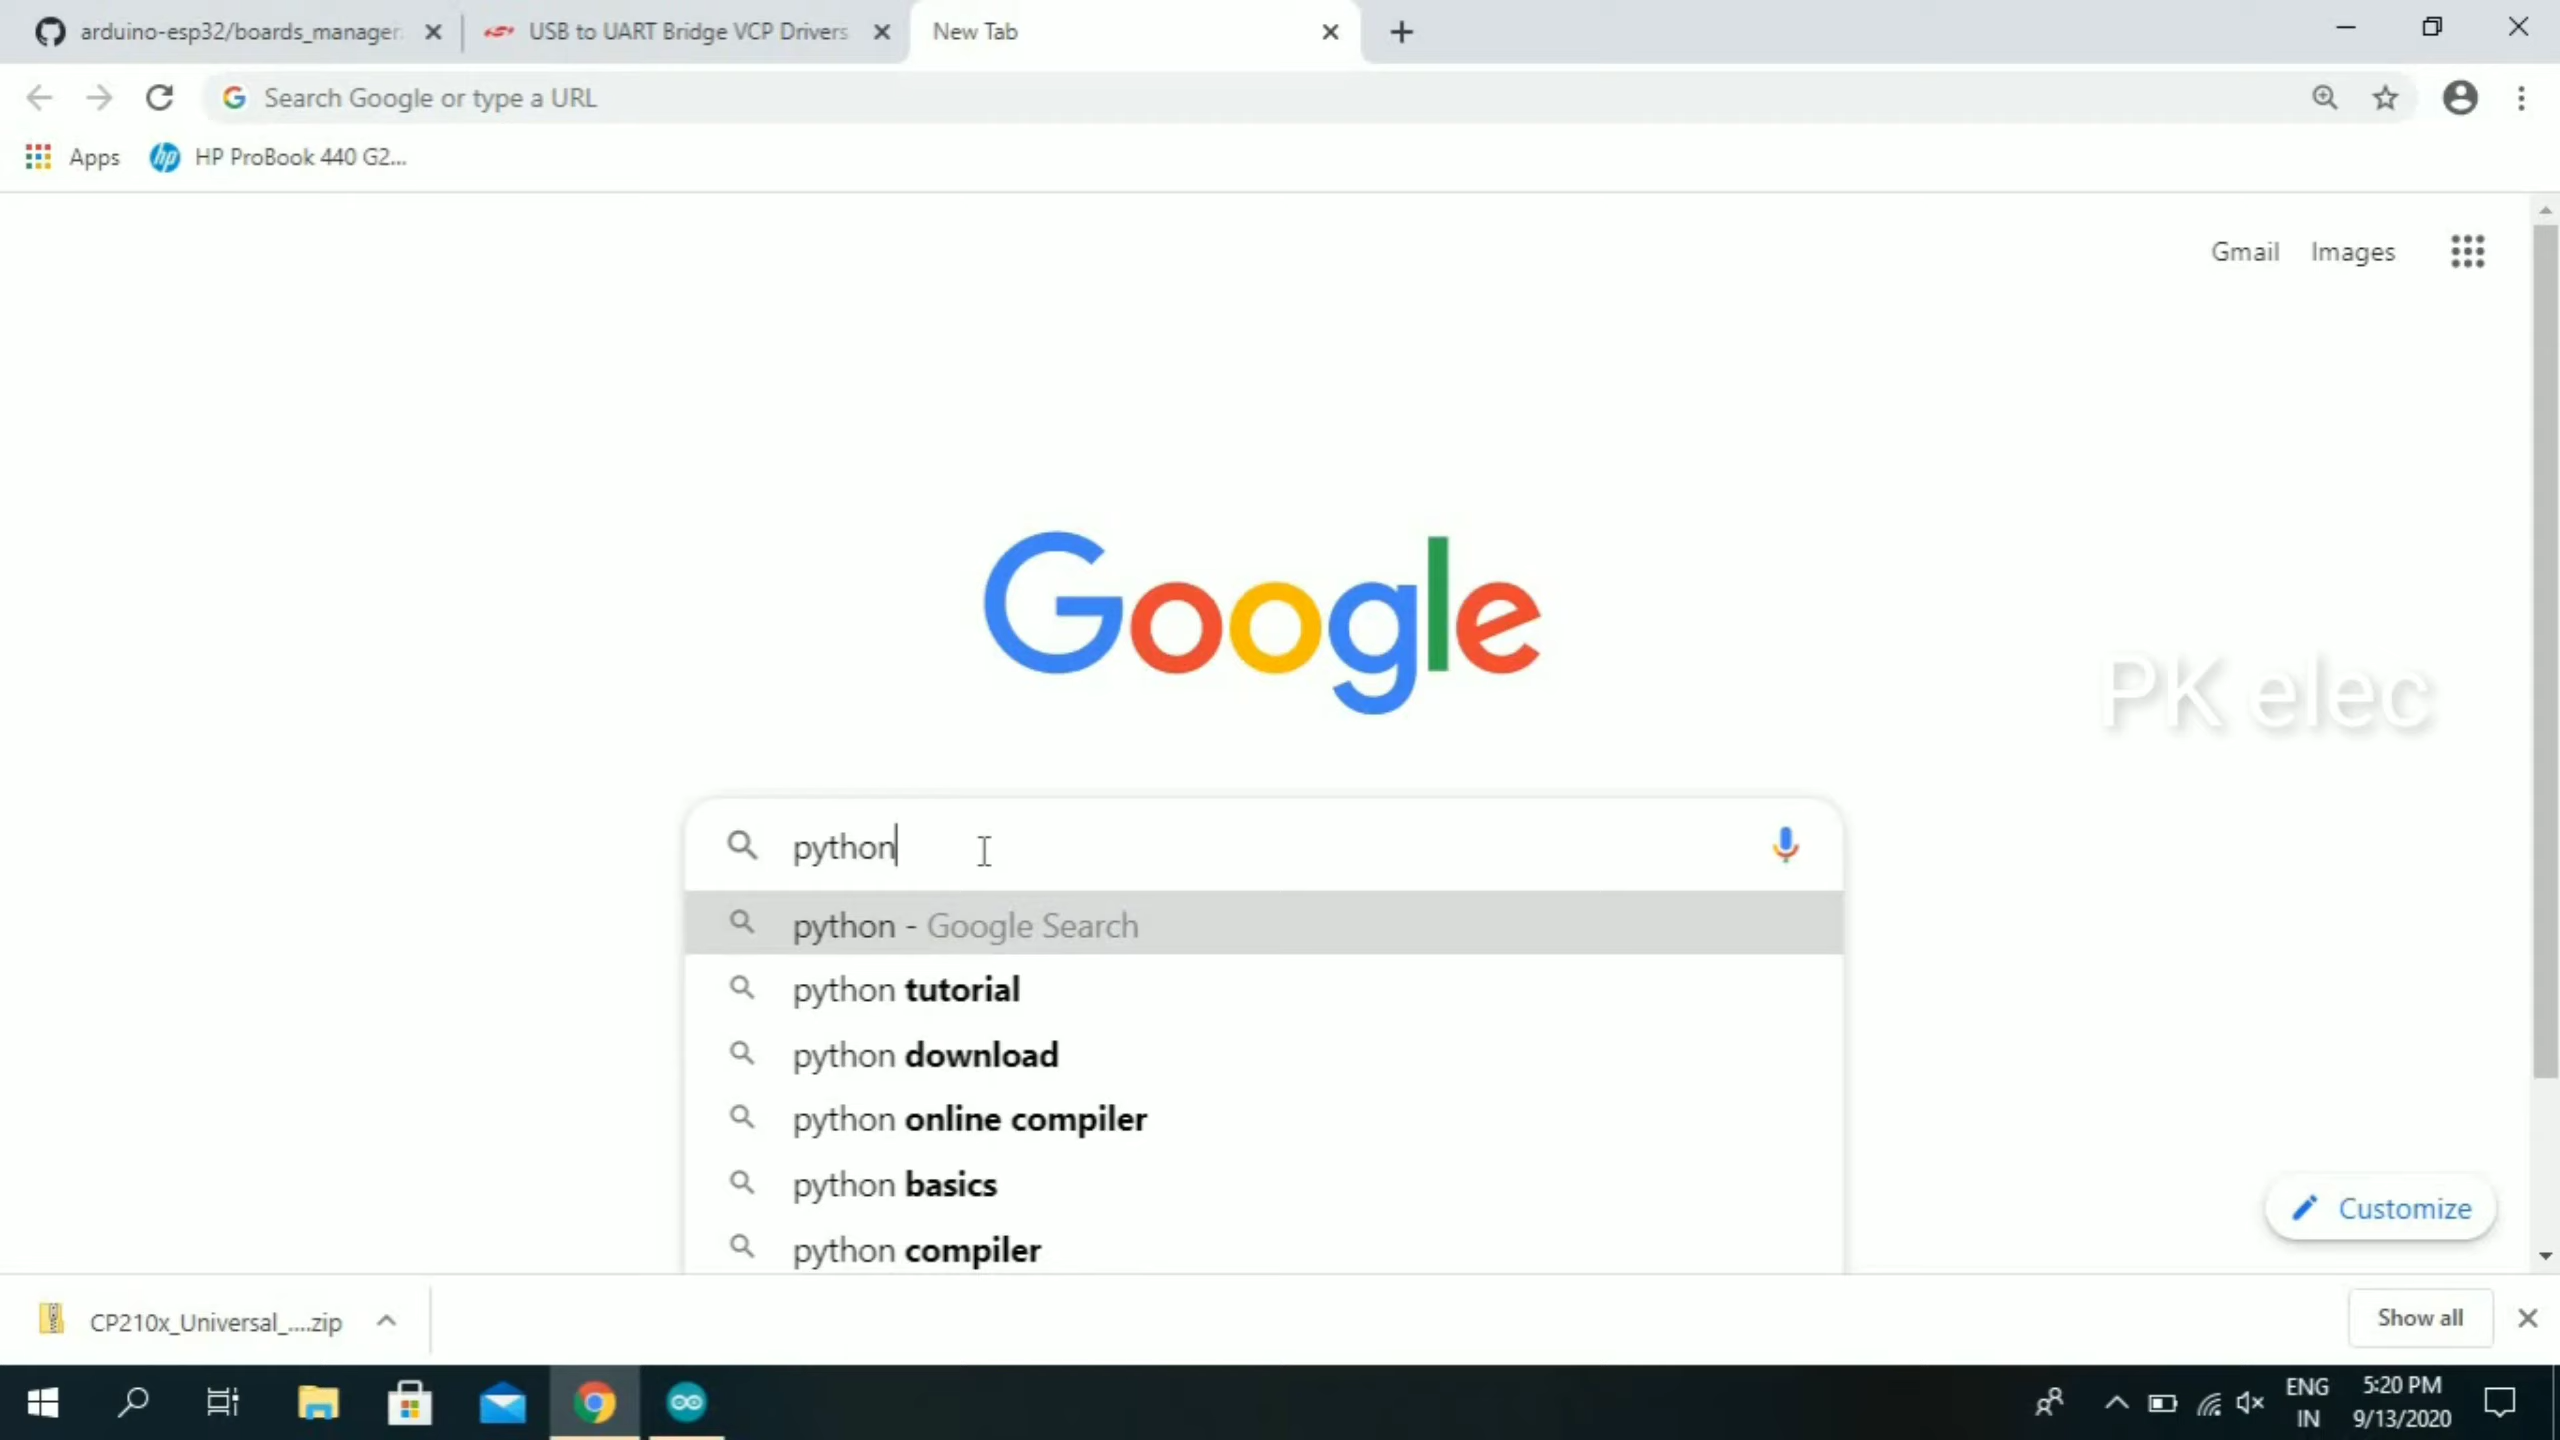 arduino-esp32/boards_manager
USB to UART Bridge VCP Drivers
New Tab
Search Google or type a URL
Apps
hp
HP ProBook 440 G2...
Gmail
Images
Google
PK elec
python
python - Google Search
python tutorial
python download
python online compiler
python basics
python compiler
Customize
CP210x_Universal_....zip
Show all
ENG
IN
5:20 PM
9/13/2020